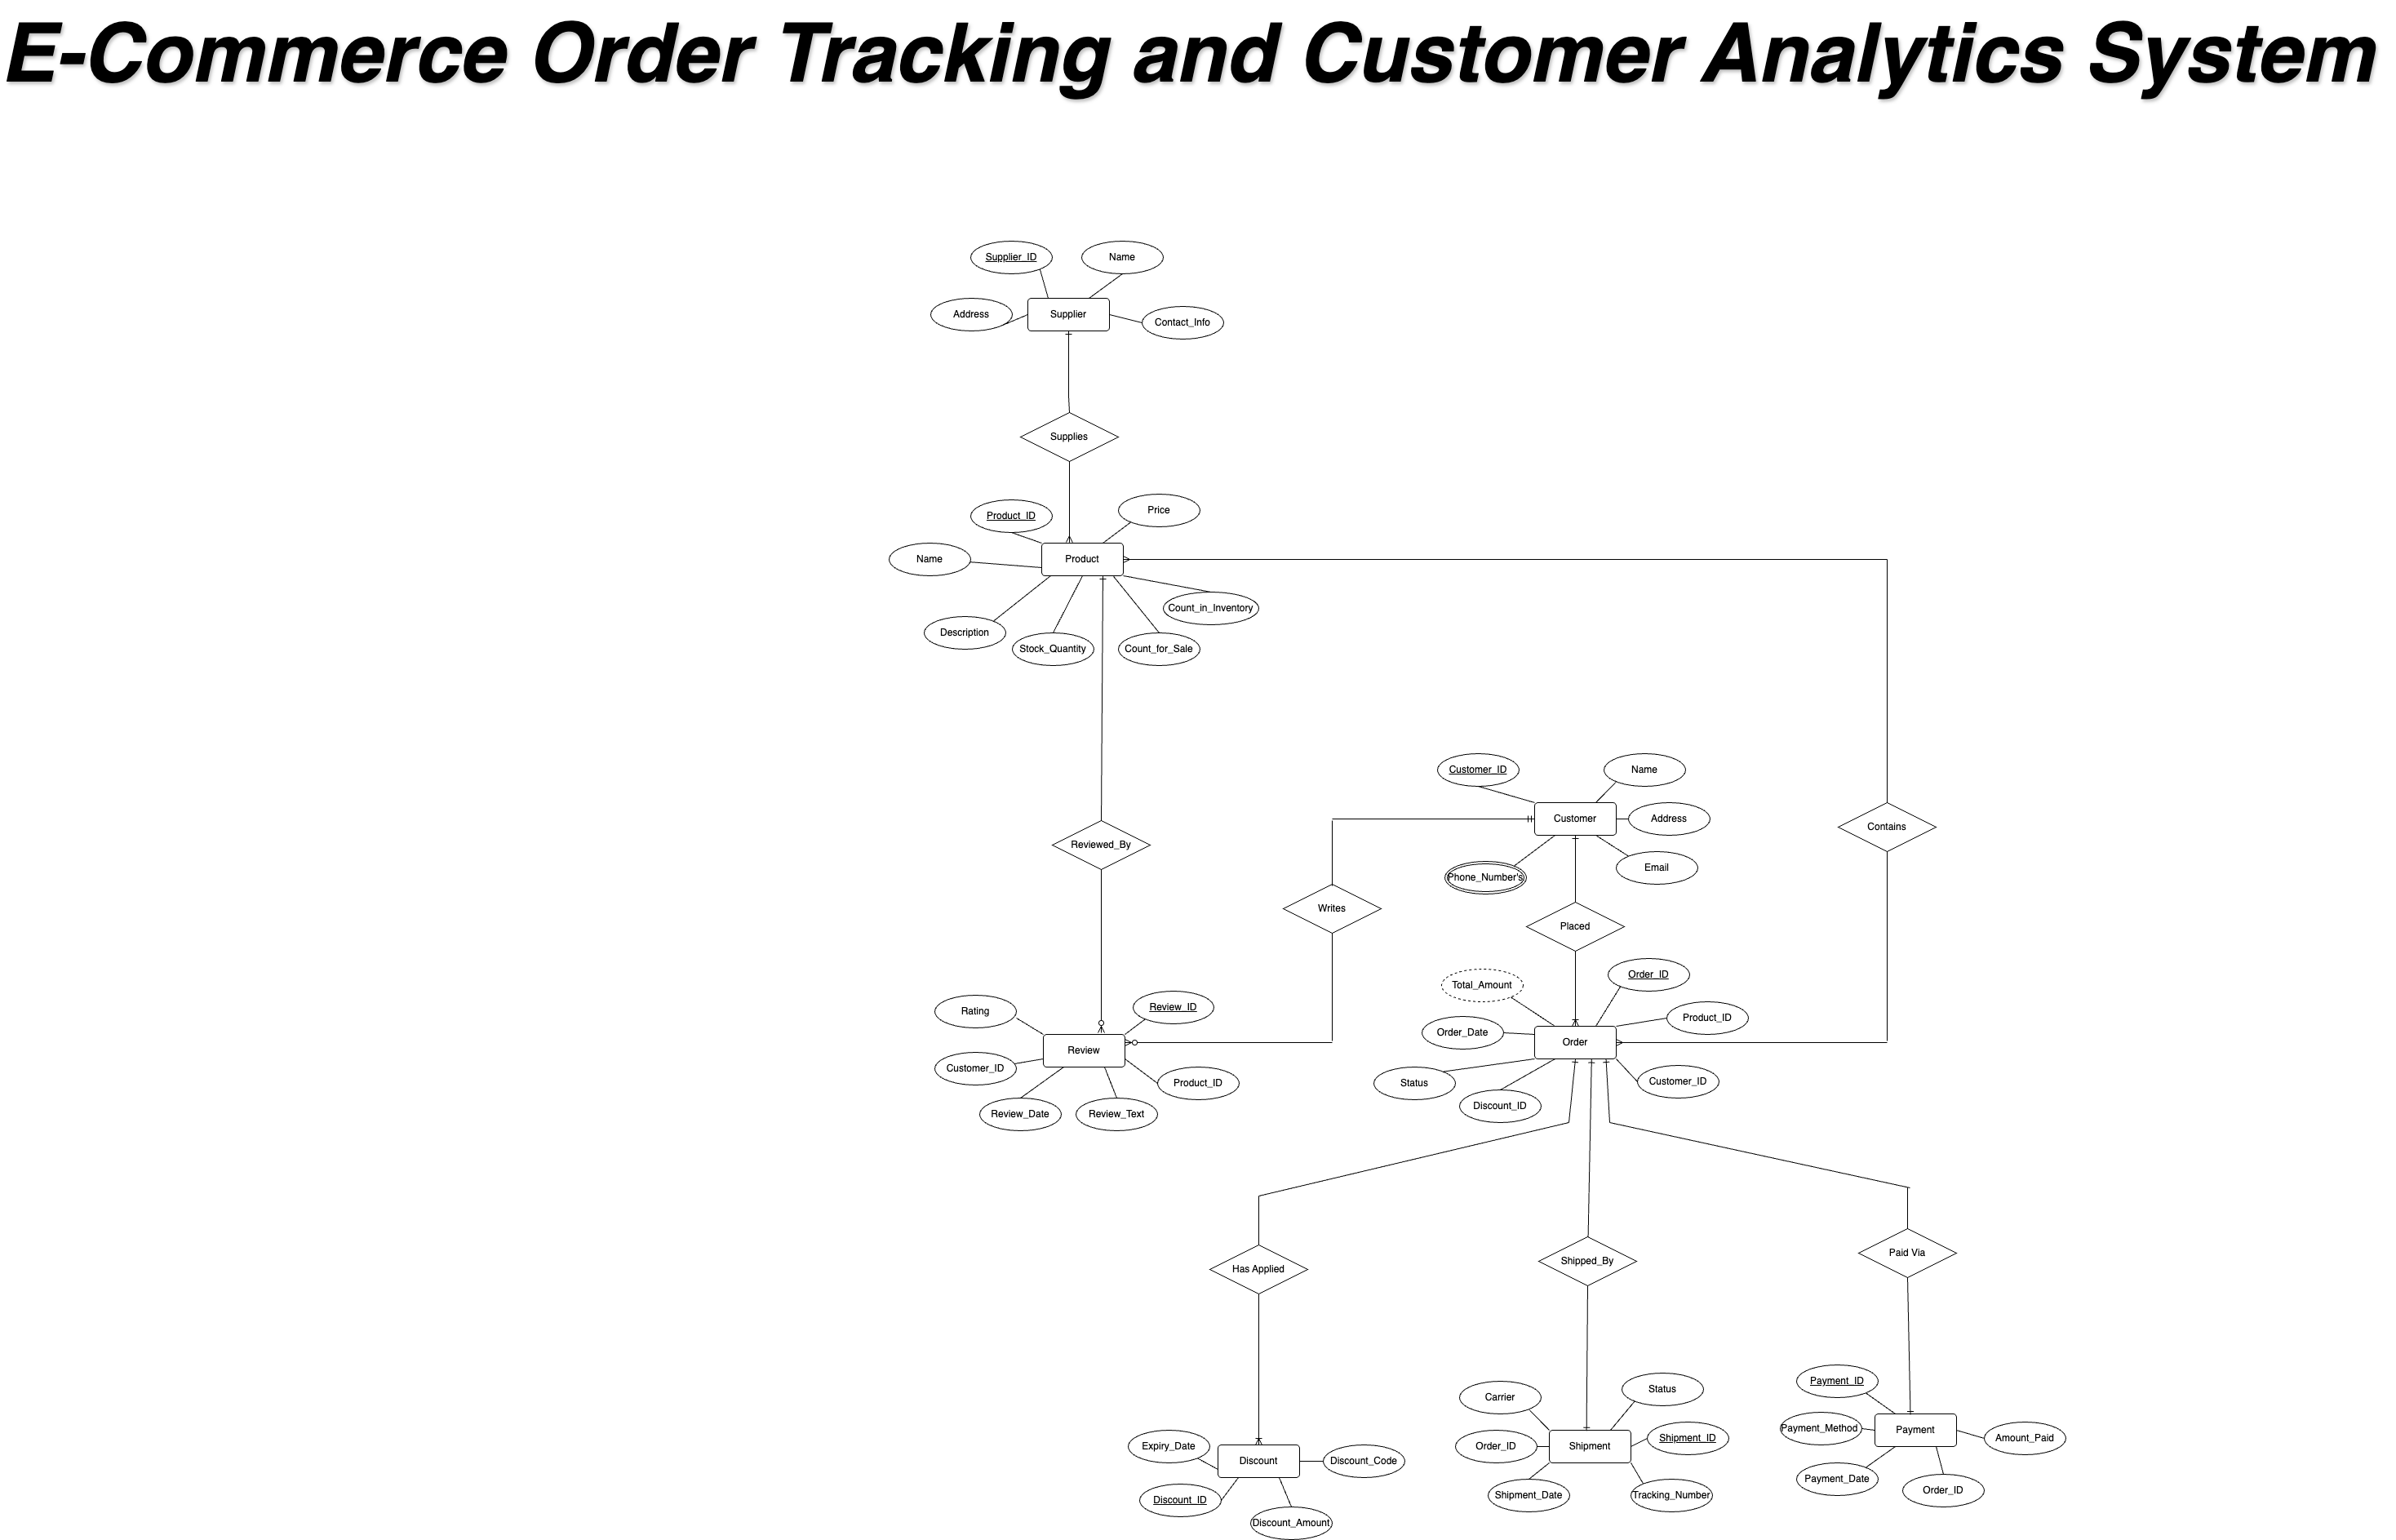 E-Commerce Order Tracking and Customer Analytics System
Supplier_ID
Name
Address
Supplier
Contact_Info
Supplies
Product_ID
Price
Name
Product
Count_in_Inventory
Description
Stock_Quantity
Count_for_Sale
Customer_ID
Name
Customer
Address
Contains
Reviewed_By
Email
Phone_Number's
Writes
Placed
Order_ID
Total_Amount
Rating
Review_ID
Product_ID
Order_Date
Order
Review
Customer_ID
Product_ID
Status
Customer_ID
Discount_ID
Review_Date
Review_Text
Has Applied
Shipped_By
Paid Via
Payment_ID
Carrier
Status
Payment_Method
Payment
Amount_Paid
Expiry_Date
Order_ID
Shipment
Shipment_ID
Discount
Discount_Code
Payment_Date
Order_ID
Discount_ID
Shipment_Date
Tracking_Number
Discount_Amount